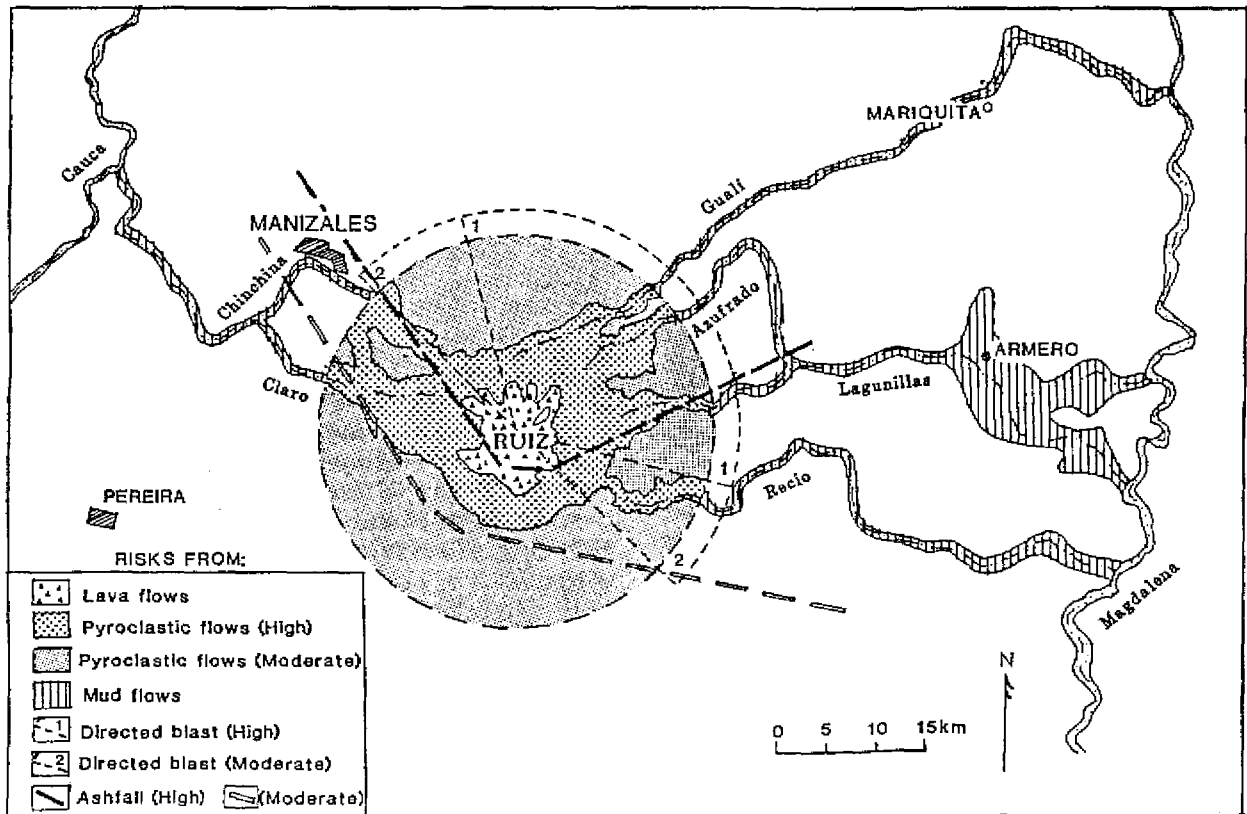 MARIQUITA
Cauca
Gualí
MANIZALES
1
2
Chinchina
Azufrado
ARMERO
Claro
Lagunillas
RUIZ
1
PEREIRA
Recio
RISKS FROM:
2
Lava flows
Pyroclastic flows (High)
Pyroclastic flows (Moderate)
Mud flows
1 Directed blast (High)
2 Directed blast (Moderate)
Ashfall (High) (Moderate)
Magdalena
N
0 5 10 15km